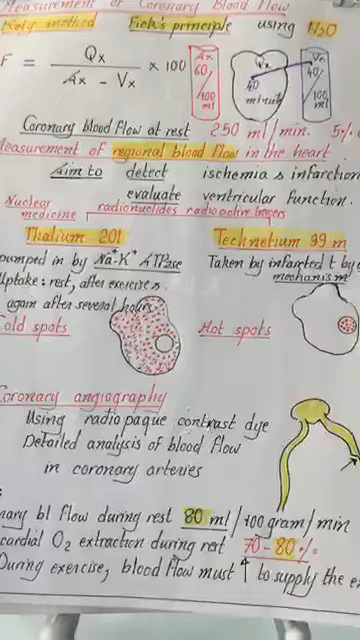 Measurement of Coronary Blood Flow
Kety method Fick's principle using N₂O
F = Qx / (Ax - Vx) × 100
Ax 60 / 100 ml
Vx 40 minut
Vx 40 / 100 ml
Coronary blood flow at rest 250 ml/min. 5%
Measurement of regional blood flow in the heart
Aim to detect ischemia & infarction
evaluate ventricular function.
Nuclear medicine radionuclides radioactive tracers
Thalium 201 Technetium 99 m
pumped in by Na-K⁺ ATPase Taken by infarcted t by
Uptake: rest, after exercise & mechanism
again after several hours
Cold spots Hot spots
Coronary angiography
Using radiopaque contrast dye
Detailed analysis of blood flow
in coronary arteries
nary bl flow during rest 80 ml/100 gram/min
cardial O₂ extraction during rest 70-80%
During exercise, blood flow must ↑ to supply the e